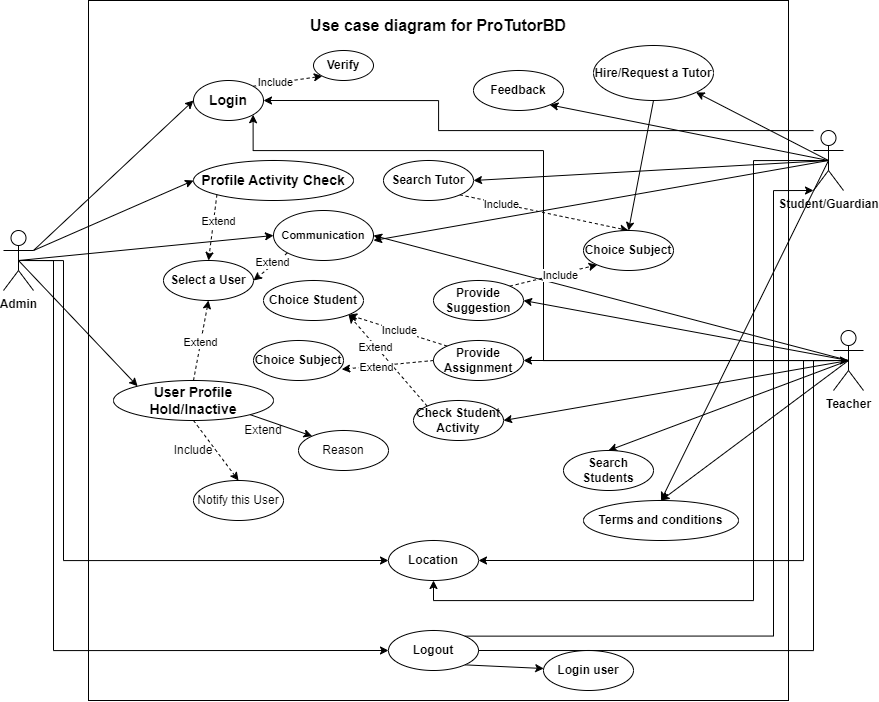 Use case diagram for ProTutorBD
Verify
Include
Login
Feedback
Hire/Request a Tutor
Profile Activity Check
Search Tutor
Include
Student/Guardian
Extend
Communication
Choice Subject
Extend
Select a User
Include
Admin
Choice Student
Provide
Suggestion
Include
Extend
Extend
Choice Subject
Provide
Assignment
Extend
User Profile
Hold/Inactive
Check Student
Activity
Teacher
Extend
Include
Reason
Search
Students
Notify this User
Terms and conditions
Location
Logout
Login user